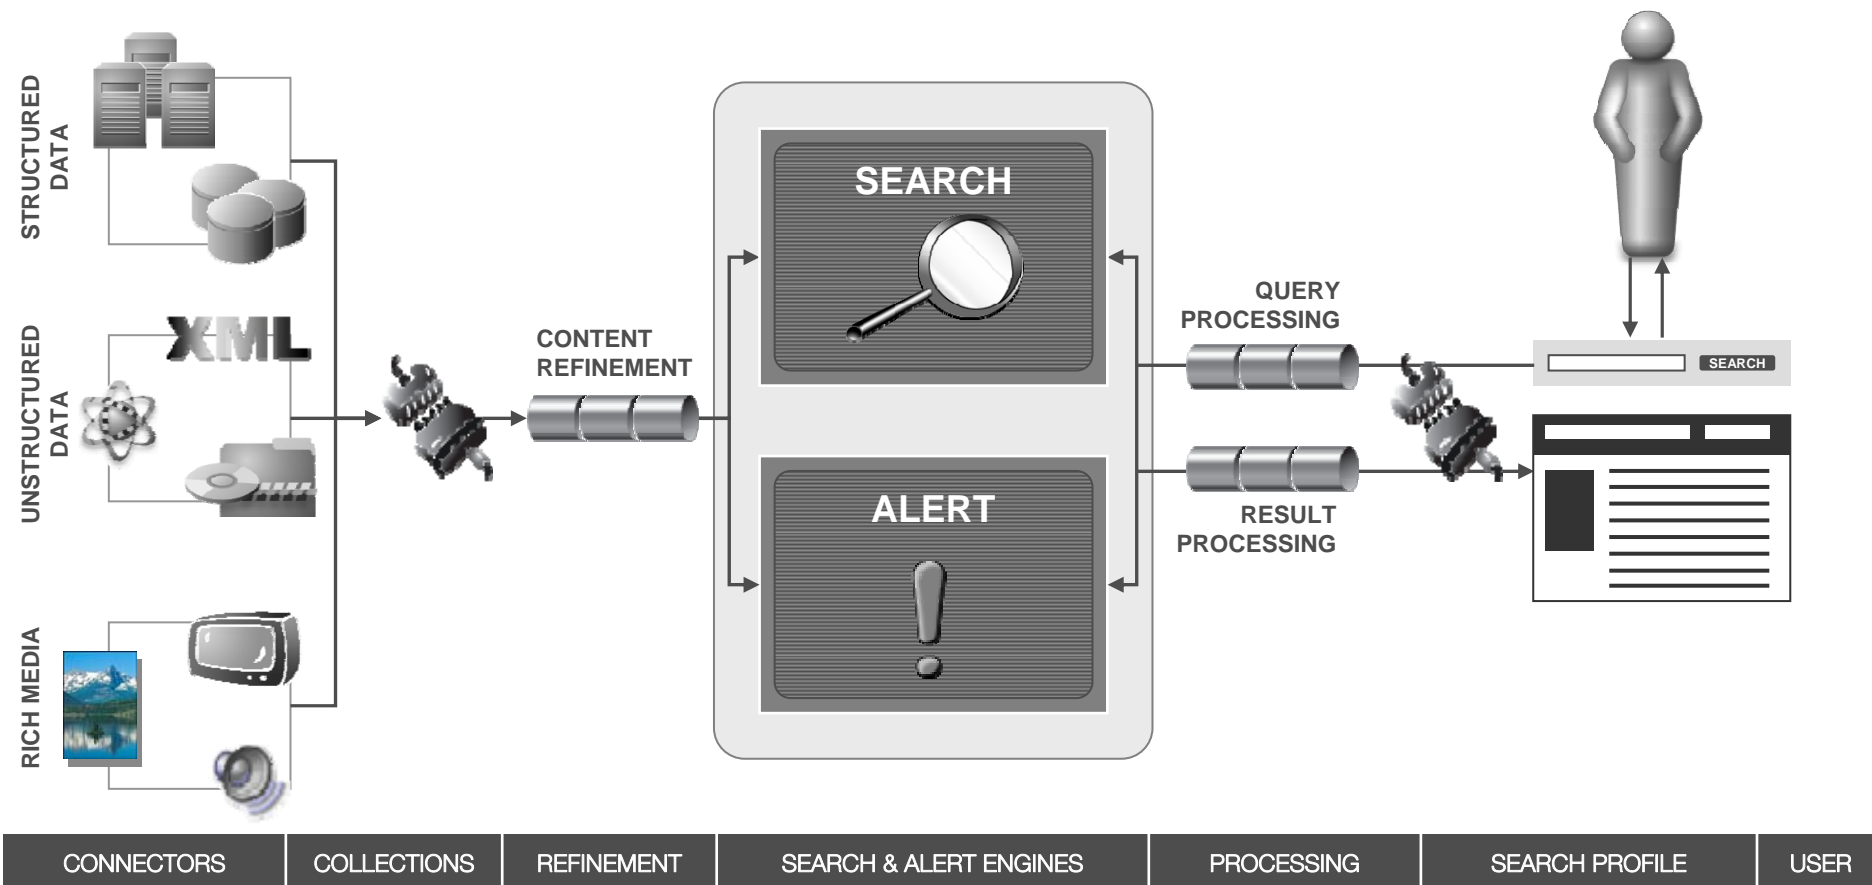 STRUCTURED
DATA
UNSTRUCTURED
DATA
RICH MEDIA
XML
CONTENT
REFINEMENT
SEARCH
ALERT
QUERY
PROCESSING
RESULT
PROCESSING
SEARCH
CONNECTORS
COLLECTIONS
REFINEMENT
SEARCH & ALERT ENGINES
PROCESSING
SEARCH PROFILE
USER